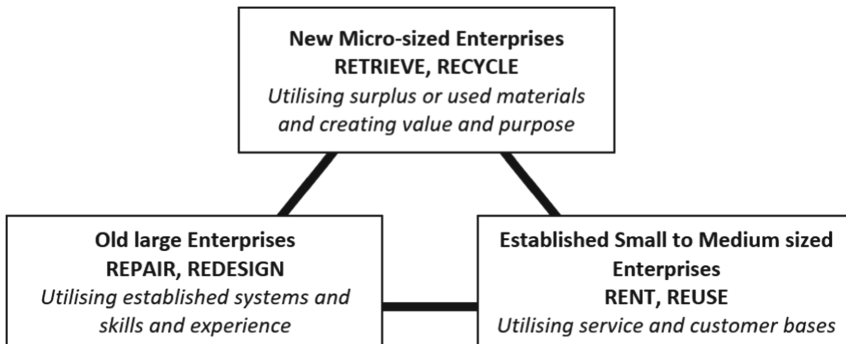 New Micro-sized Enterprises
RETRIEVE, RECYCLE
Utilising surplus or used materials
and creating value and purpose
Old large Enterprises
REPAIR, REDESIGN
Utilising established systems and
skills and experience
Established Small to Medium sized
Enterprises
RENT, REUSE
Utilising service and customer bases